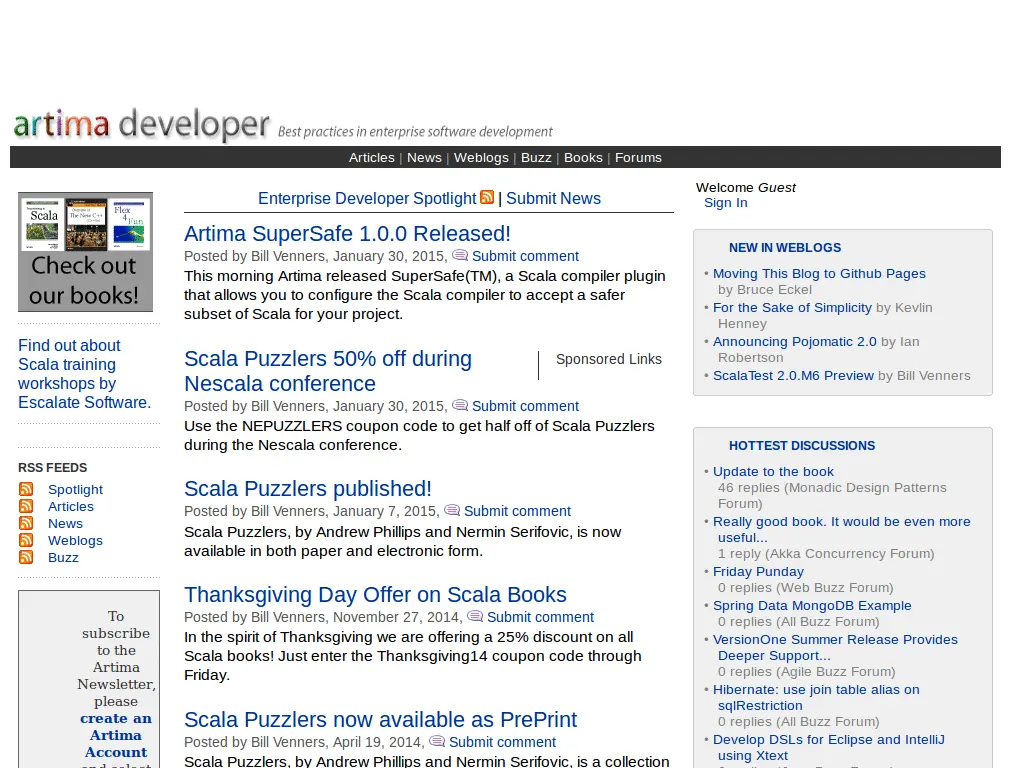 artima developer Best practices in enterprise software development
Articles | News | Weblogs | Buzz | Books | Forums
Scala
Flex
4
Fun
Check out
our books!
Find out about
Scala training
workshops by
Escalate Software.
RSS FEEDS
Spotlight
Articles
News
Weblogs
Buzz
To
subscribe
to the
Artima
Newsletter,
please
create an
Artima
Account
and select
Enterprise Developer Spotlight | Submit News
Artima SuperSafe 1.0.0 Released!
Posted by Bill Venners, January 30, 2015, Submit comment
This morning Artima released SuperSafe(TM), a Scala compiler plugin
that allows you to configure the Scala compiler to accept a safer
subset of Scala for your project.
Scala Puzzlers 50% off during
Nescala conference
Sponsored Links
Posted by Bill Venners, January 30, 2015, Submit comment
Use the NEPUZZLERS coupon code to get half off of Scala Puzzlers
during the Nescala conference.
Scala Puzzlers published!
Posted by Bill Venners, January 7, 2015, Submit comment
Scala Puzzlers, by Andrew Phillips and Nermin Serifovic, is now
available in both paper and electronic form.
Thanksgiving Day Offer on Scala Books
Posted by Bill Venners, November 27, 2014, Submit comment
In the spirit of Thanksgiving we are offering a 25% discount on all
Scala books! Just enter the Thanksgiving14 coupon code through
Friday.
Scala Puzzlers now available as PrePrint
Posted by Bill Venners, April 19, 2014, Submit comment
Scala Puzzlers, by Andrew Phillips and Nermin Serifovic, is a collection
Welcome Guest
Sign In
NEW IN WEBLOGS
• Moving This Blog to Github Pages
by Bruce Eckel
• For the Sake of Simplicity by Kevlin
Henney
• Announcing Pojomatic 2.0 by Ian
Robertson
• ScalaTest 2.0.M6 Preview by Bill Venners
HOTTEST DISCUSSIONS
• Update to the book
46 replies (Monadic Design Patterns
Forum)
• Really good book. It would be even more
useful...
1 reply (Akka Concurrency Forum)
• Friday Punday
0 replies (Web Buzz Forum)
• Spring Data MongoDB Example
0 replies (All Buzz Forum)
• VersionOne Summer Release Provides
Deeper Support...
0 replies (Agile Buzz Forum)
• Hibernate: use join table alias on
sqlRestriction
0 replies (All Buzz Forum)
• Develop DSLs for Eclipse and IntelliJ
using Xtext